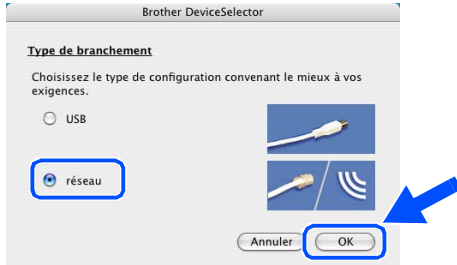 Brother DeviceSelector
Type de branchement
Choisissez le type de configuration convenant le mieux à vos
exigences.
USB
réseau
Annuler
OK